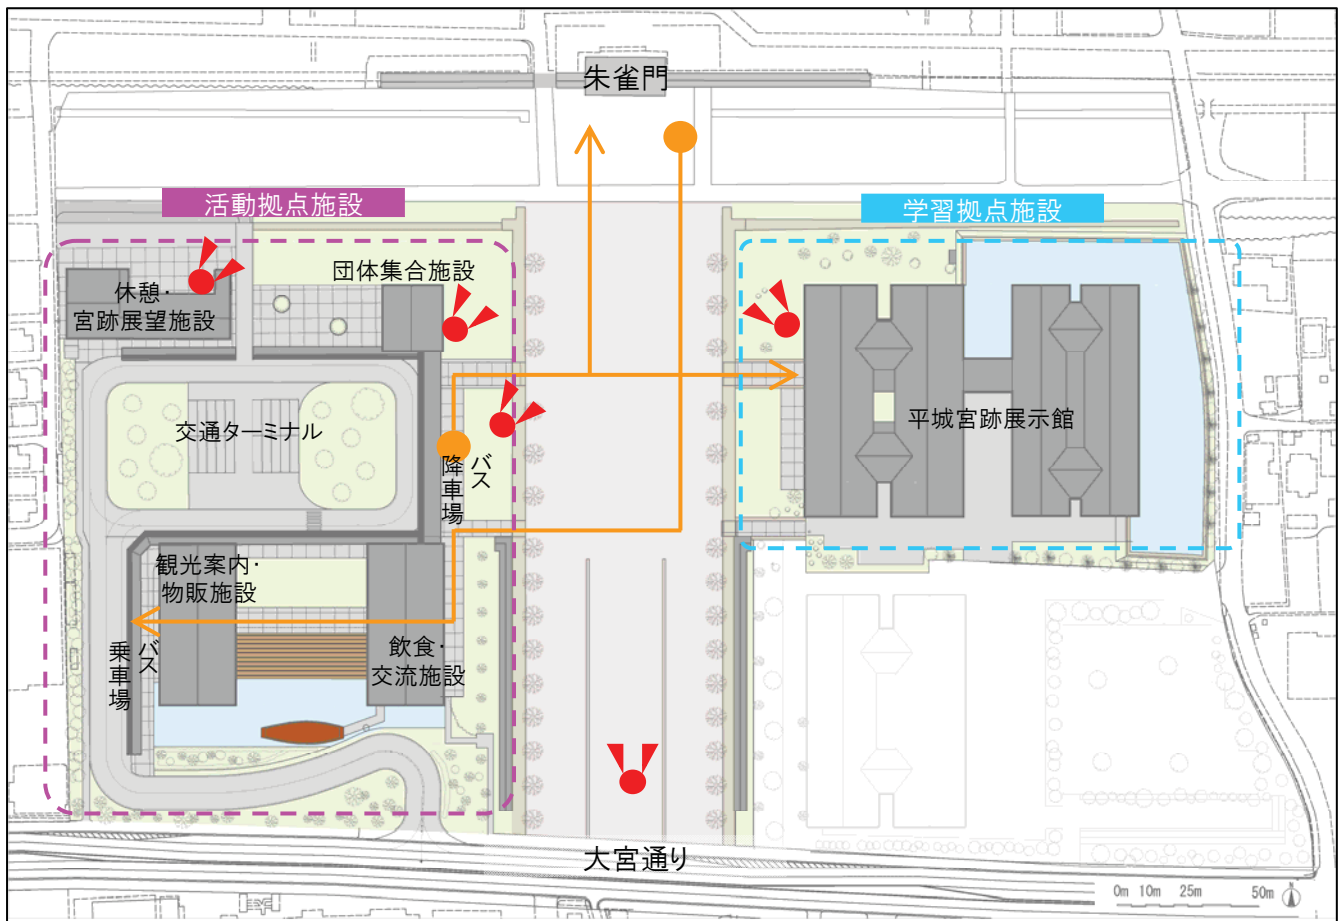 朱雀門
活動拠点施設
学習拠点施設
団体集合施設
休憩・
宮跡展望施設
交通ターミナル
平城宮跡展示館
バス
降車場
観光案内・
物販施設
バス
乗車場
飲食・
交流施設
大宮通り
0m 10m 25m 50m
N